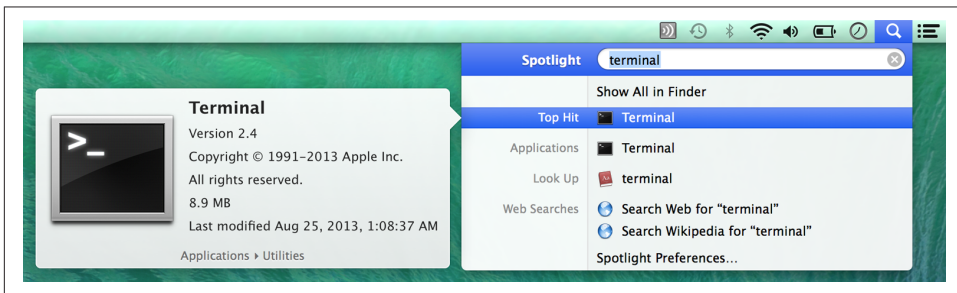 Spotlight terminal
Show All in Finder
Top Hit Terminal
Applications Terminal
Look Up terminal
Web Searches Search Web for “terminal”
Search Wikipedia for “terminal”
Spotlight Preferences...
Terminal
Version 2.4
Copyright © 1991–2013 Apple Inc.
All rights reserved.
8.9 MB
Last modified Aug 25, 2013, 1:08:37 AM
Applications ▸ Utilities
>_